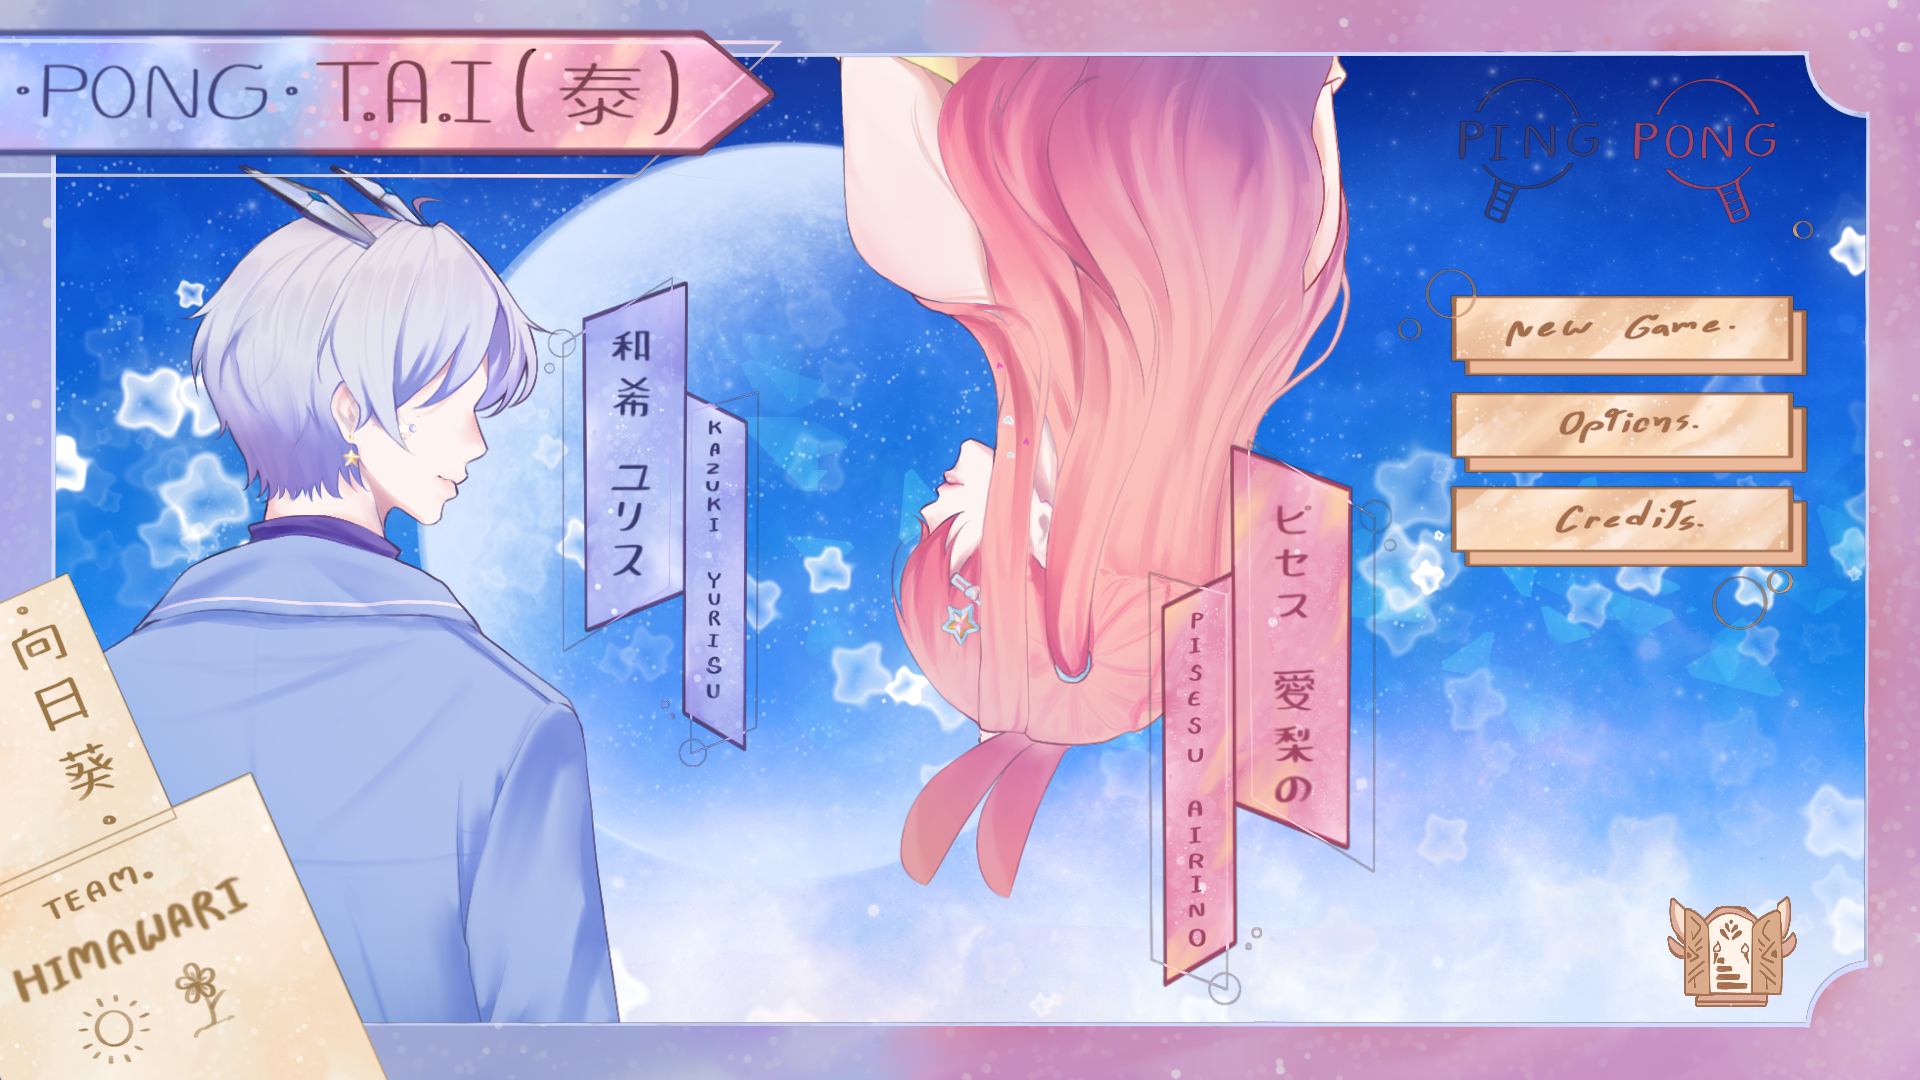 ·PONG· T.A.I(泰)
PING PONG
New Game.
Options.
Credits.
和希 ユリス
KAZUKI YURISU
ピセス 愛梨の
PISESU AIRINO
向日葵
TEAM.
HIMAWARI